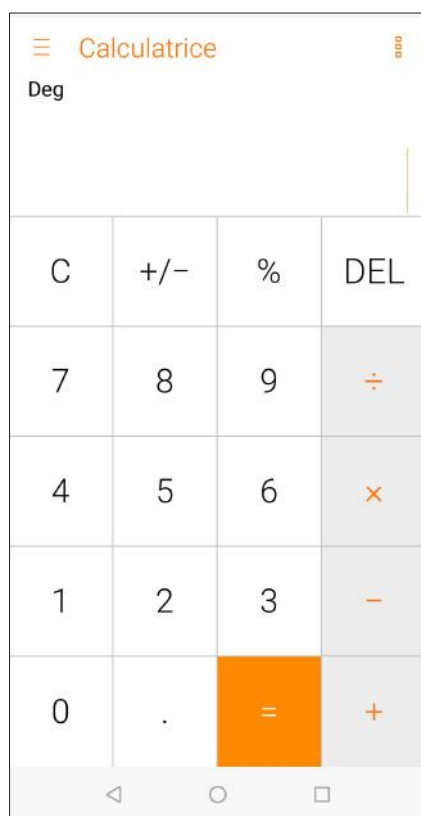 Calculatrice
Deg
C +/− % DEL
7 8 9 ÷
4 5 6 ×
1 2 3 −
0 . = +